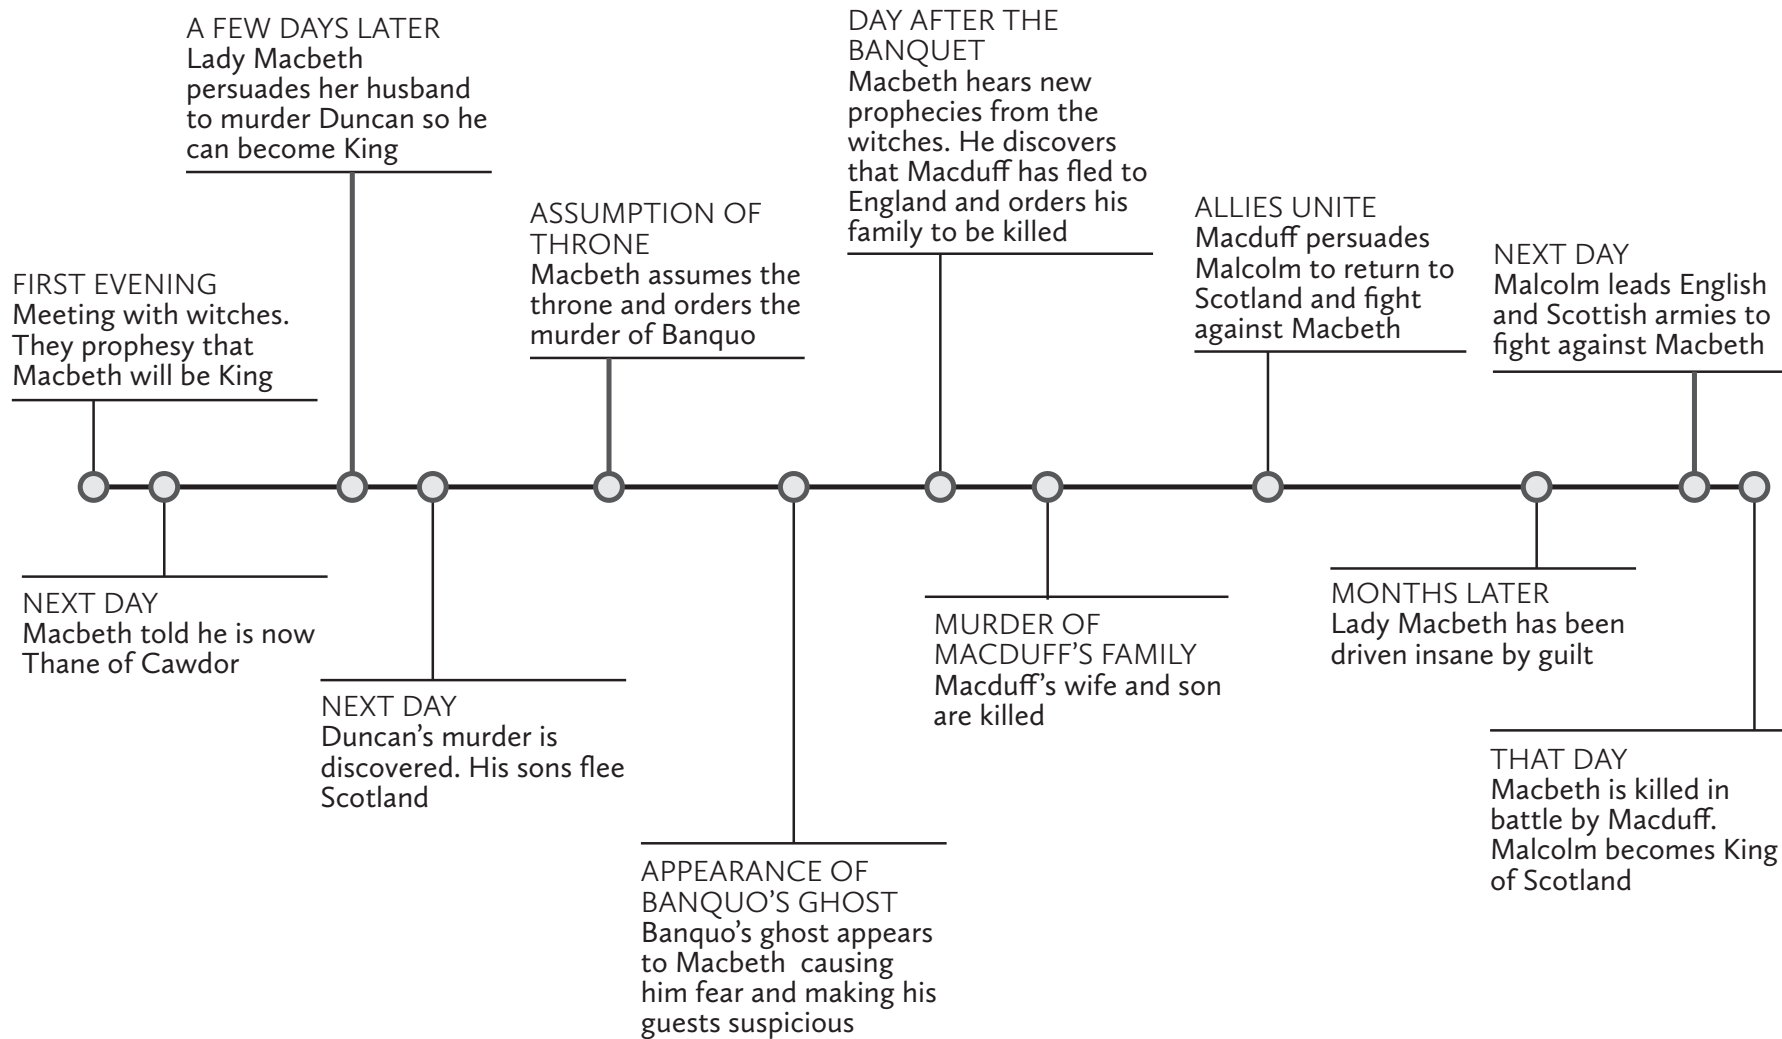 FIRST EVENING
Meeting with witches.
They prophesy that
Macbeth will be King
NEXT DAY
Macbeth told he is now
Thane of Cawdor
A FEW DAYS LATER
Lady Macbeth
persuades her husband
to murder Duncan so he
can become King
NEXT DAY
Duncan’s murder is
discovered. His sons flee
Scotland
ASSUMPTION OF
THRONE
Macbeth assumes the
throne and orders the
murder of Banquo
APPEARANCE OF
BANQUO’S GHOST
Banquo’s ghost appears
to Macbeth causing
him fear and making his
guests suspicious
DAY AFTER THE
BANQUET
Macbeth hears new
prophecies from the
witches. He discovers
that Macduff has fled to
England and orders his
family to be killed
MURDER OF
MACDUFF’S FAMILY
Macduff’s wife and son
are killed
ALLIES UNITE
Macduff persuades
Malcolm to return to
Scotland and fight
against Macbeth
MONTHS LATER
Lady Macbeth has been
driven insane by guilt
NEXT DAY
Malcolm leads English
and Scottish armies to
fight against Macbeth
THAT DAY
Macbeth is killed in
battle by Macduff.
Malcolm becomes King
of Scotland